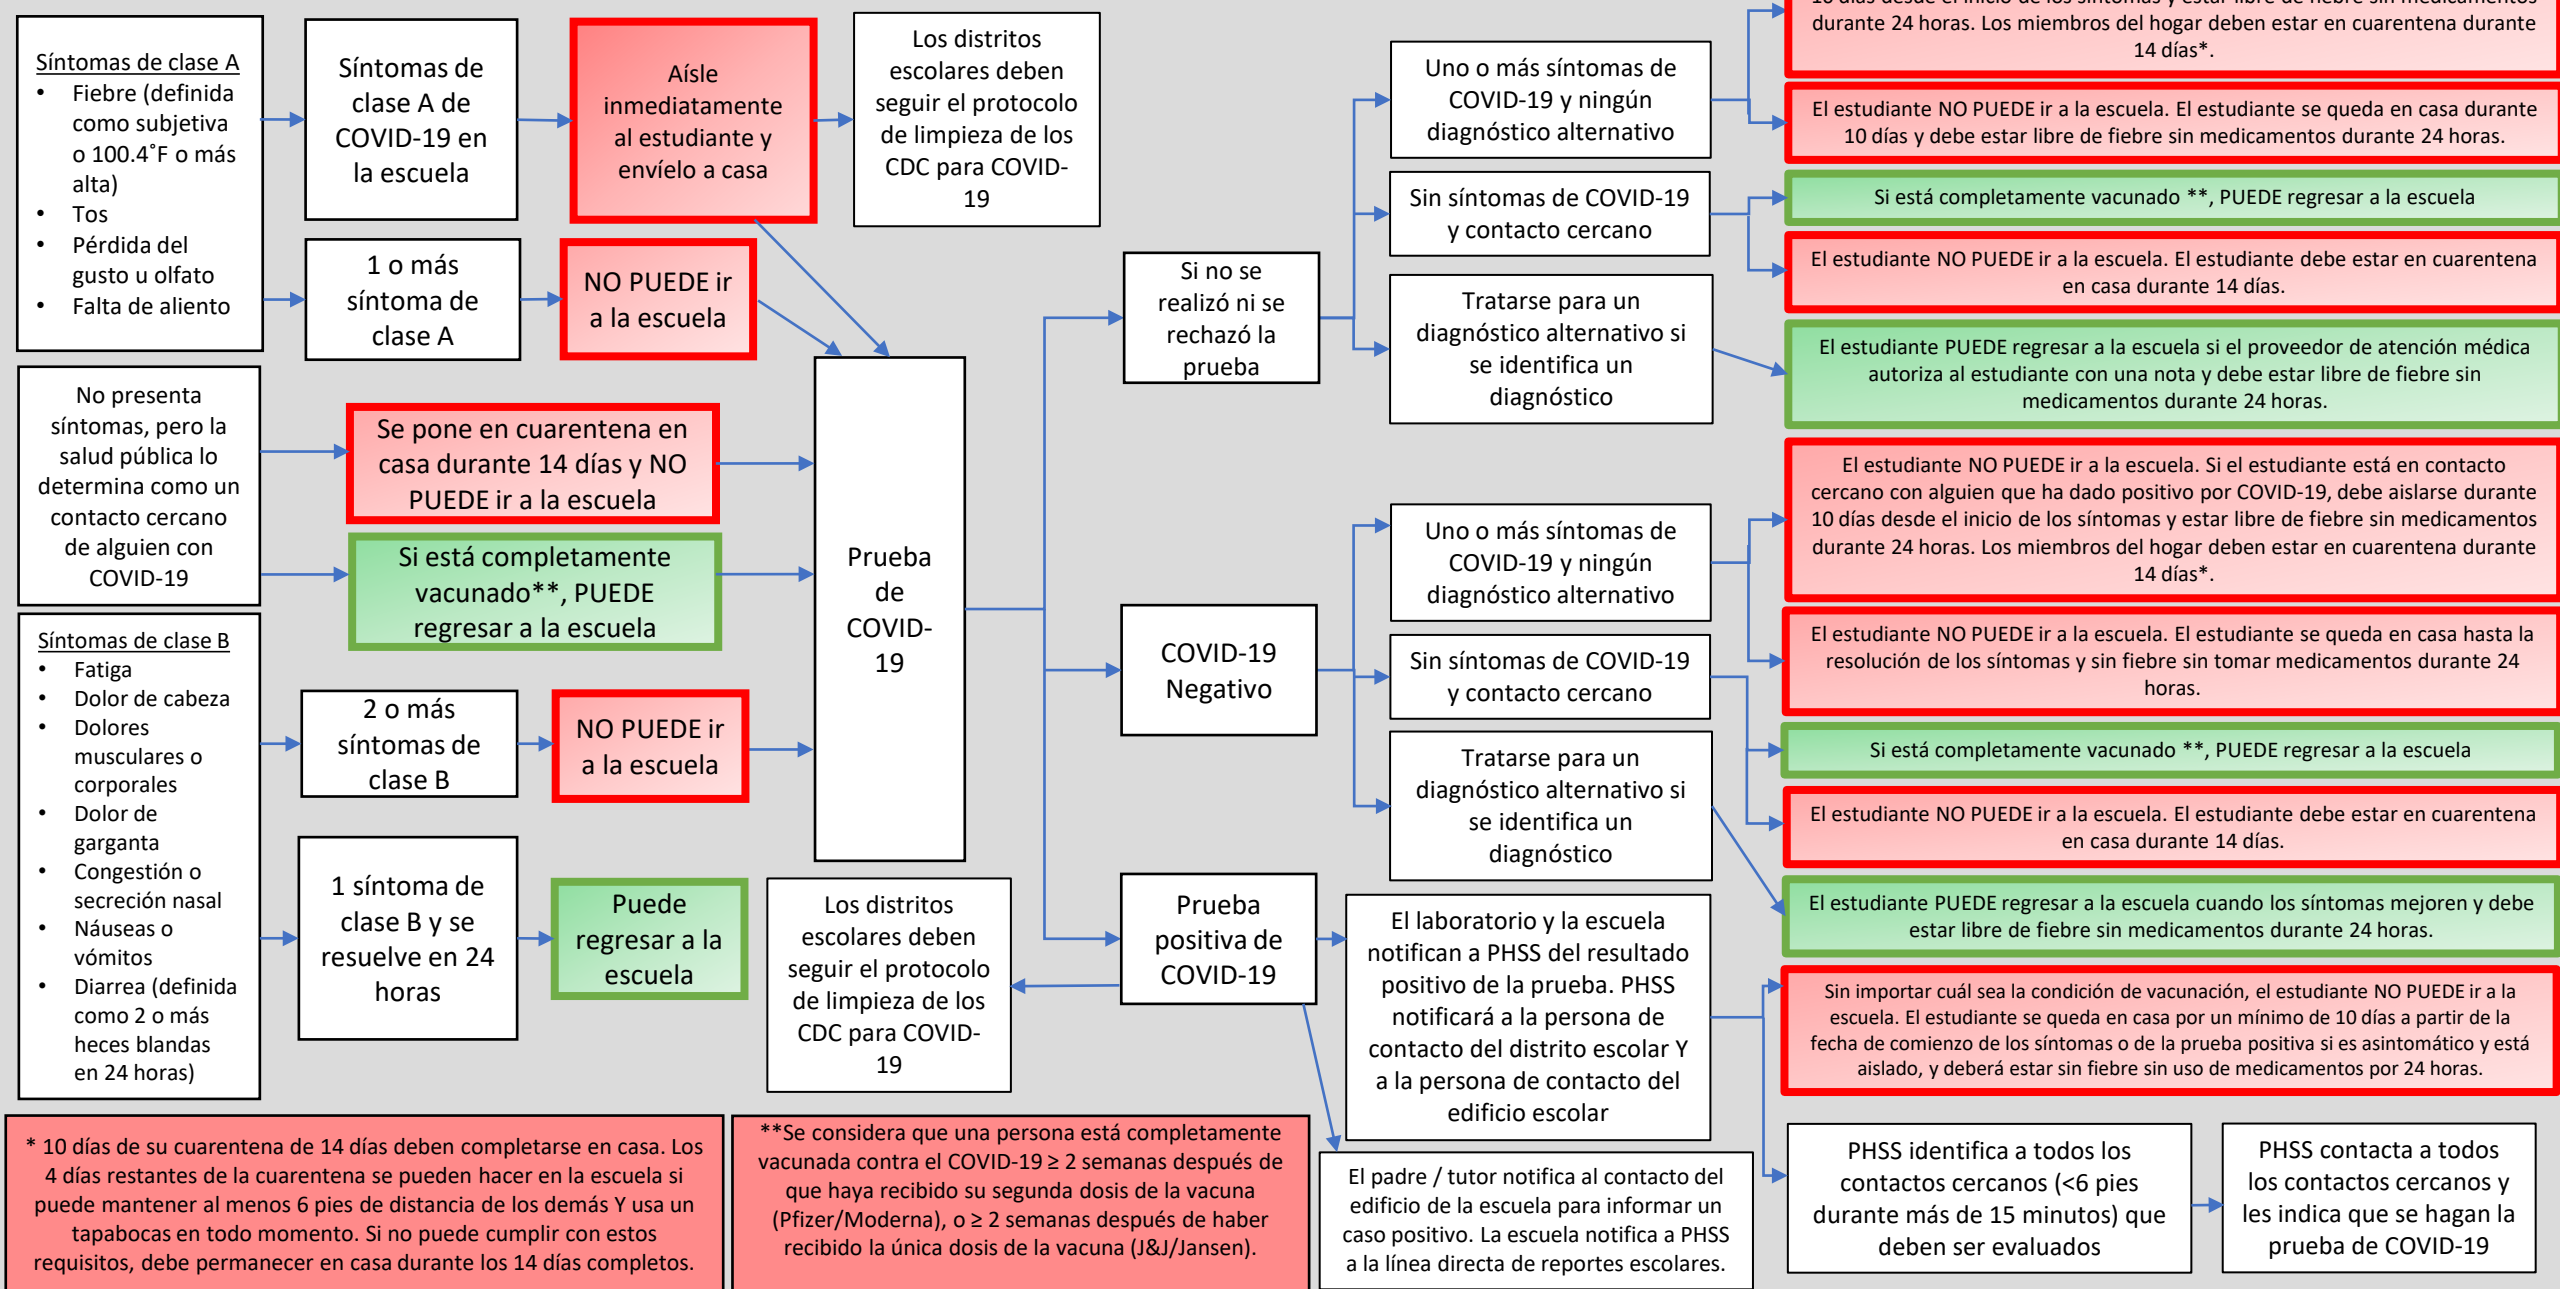 Síntomas de clase A
• Fiebre (definida
como subjetiva
o 100.4˚F o más
alta)
• Tos
• Pérdida del
gusto u olfato
• Falta de aliento
Síntomas de
clase A de
COVID-19 en
la escuela
Aísle
inmediatamente
al estudiante y
envíelo a casa
Los distritos
escolares deben
seguir el protocolo
de limpieza de los
CDC para COVID-
19
1 o más
síntoma de
clase A
NO PUEDE ir
a la escuela
No presenta
síntomas, pero la
salud pública lo
determina como un
contacto cercano
de alguien con
COVID-19
Se pone en cuarentena en
casa durante 14 días y NO
PUEDE ir a la escuela
Si está completamente
vacunado**, PUEDE
regresar a la escuela
Síntomas de clase B
• Fatiga
• Dolor de cabeza
• Dolores
musculares o
corporales
• Dolor de
garganta
• Congestión o
secreción nasal
• Náuseas o
vómitos
• Diarrea (definida
como 2 o más
heces blandas
en 24 horas)
2 o más
síntomas de
clase B
NO PUEDE ir
a la escuela
1 síntoma de
clase B y se
resuelve en 24
horas
Puede
regresar a la
escuela
Prueba
de
COVID-
19
Los distritos
escolares deben
seguir el protocolo
de limpieza de los
CDC para COVID-
19
Si no se
realizó ni se
rechazó la
prueba
Uno o más síntomas de
COVID-19 y ningún
diagnóstico alternativo
Sin síntomas de COVID-19
y contacto cercano
Tratarse para un
diagnóstico alternativo si
se identifica un
diagnóstico
10 días desde el inicio de los síntomas y estar libre de fiebre sin medicamentos
durante 24 horas. Los miembros del hogar deben estar en cuarentena durante
14 días*.
El estudiante NO PUEDE ir a la escuela. El estudiante se queda en casa durante
10 días y debe estar libre de fiebre sin medicamentos durante 24 horas.
Si está completamente vacunado **, PUEDE regresar a la escuela
El estudiante NO PUEDE ir a la escuela. El estudiante debe estar en cuarentena
en casa durante 14 días.
El estudiante PUEDE regresar a la escuela si el proveedor de atención médica
autoriza al estudiante con una nota y debe estar libre de fiebre sin
medicamentos durante 24 horas.
COVID-19
Negativo
Uno o más síntomas de
COVID-19 y ningún
diagnóstico alternativo
Sin síntomas de COVID-19
y contacto cercano
Tratarse para un
diagnóstico alternativo si
se identifica un
diagnóstico
El estudiante NO PUEDE ir a la escuela. Si el estudiante está en contacto
cercano con alguien que ha dado positivo por COVID-19, debe aislarse durante
10 días desde el inicio de los síntomas y estar libre de fiebre sin medicamentos
durante 24 horas. Los miembros del hogar deben estar en cuarentena durante
14 días*.
El estudiante NO PUEDE ir a la escuela. El estudiante se queda en casa hasta la
resolución de los síntomas y sin fiebre sin tomar medicamentos durante 24
horas.
Si está completamente vacunado **, PUEDE regresar a la escuela
El estudiante NO PUEDE ir a la escuela. El estudiante debe estar en cuarentena
en casa durante 14 días.
El estudiante PUEDE regresar a la escuela cuando los síntomas mejoren y debe
estar libre de fiebre sin medicamentos durante 24 horas.
Prueba
positiva de
COVID-19
El laboratorio y la escuela
notifican a PHSS del resultado
positivo de la prueba. PHSS
notificará a la persona de
contacto del distrito escolar Y
a la persona de contacto del
edificio escolar
Sin importar cuál sea la condición de vacunación, el estudiante NO PUEDE ir a la
escuela. El estudiante se queda en casa por un mínimo de 10 días a partir de la
fecha de comienzo de los síntomas o de la prueba positiva si es asintomático y está
aislado, y deberá estar sin fiebre sin uso de medicamentos por 24 horas.
* 10 días de su cuarentena de 14 días deben completarse en casa. Los
4 días restantes de la cuarentena se pueden hacer en la escuela si
puede mantener al menos 6 pies de distancia de los demás Y usa un
tapabocas en todo momento. Si no puede cumplir con estos
requisitos, debe permanecer en casa durante los 14 días completos.
**Se considera que una persona está completamente
vacunada contra el COVID-19 ≥ 2 semanas después de
que haya recibido su segunda dosis de la vacuna
(Pfizer/Moderna), o ≥ 2 semanas después de haber
recibido la única dosis de la vacuna (J&J/Jansen).
El padre / tutor notifica al contacto del
edificio de la escuela para informar un
caso positivo. La escuela notifica a PHSS
a la línea directa de reportes escolares.
PHSS identifica a todos los
contactos cercanos (<6 pies
durante más de 15 minutos) que
deben ser evaluados
PHSS contacta a todos
los contactos cercanos y
les indica que se hagan la
prueba de COVID-19